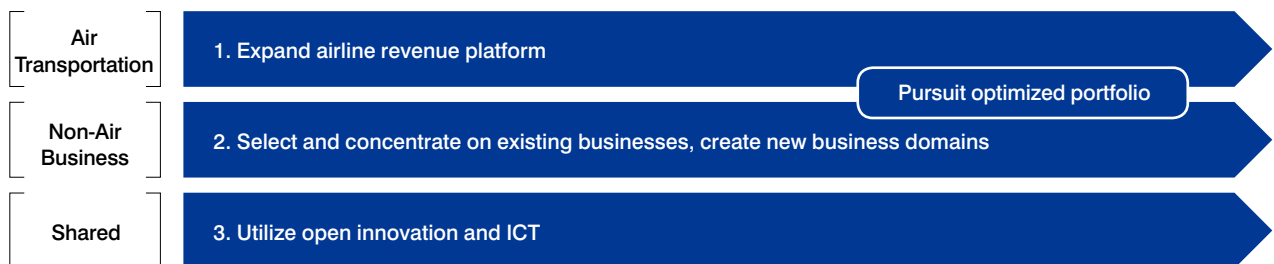 Air
Transportation
1. Expand airline revenue platform
Pursuit optimized portfolio
Non-Air
Business
2. Select and concentrate on existing businesses, create new business domains
Shared
3. Utilize open innovation and ICT